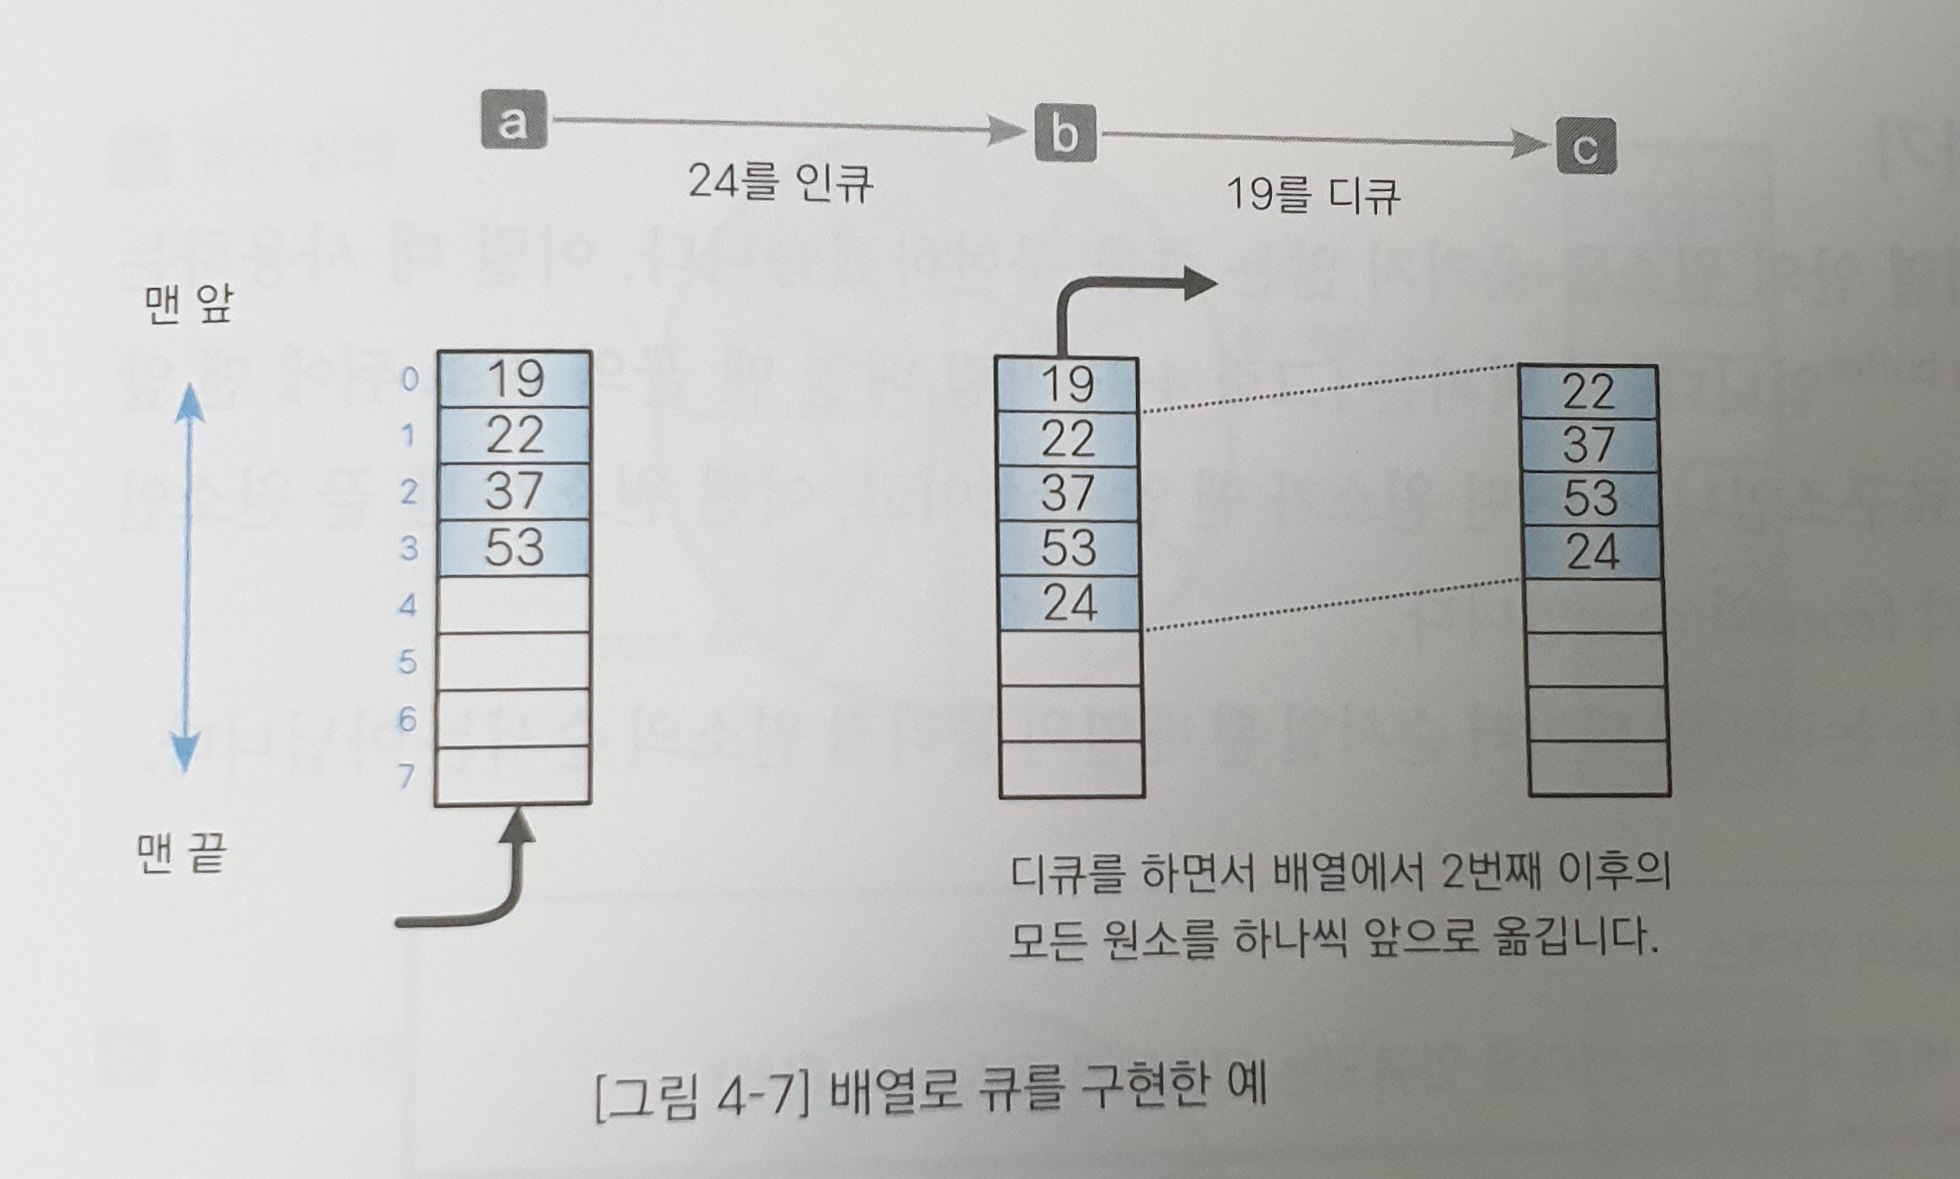 a b c
24를 인큐 19를 디큐
맨 앞
0 19 19 22
1 22 22 37
2 37 37 53
3 53 53 24
4 24
5
6
7
맨 끝
디큐를 하면서 배열에서 2번째 이후의
모든 원소를 하나씩 앞으로 옮깁니다.
[그림 4-7] 배열로 큐를 구현한 예